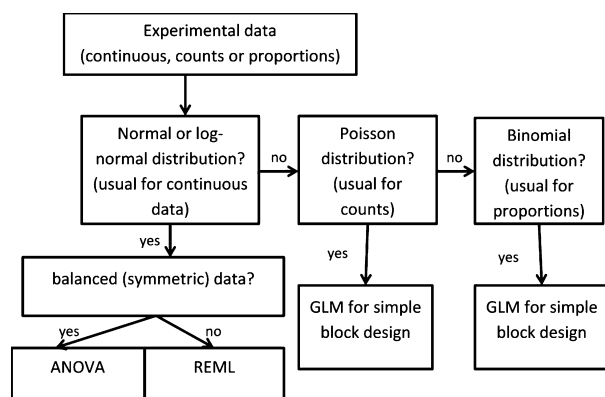 Experimental data
(continuous, counts or proportions)
Normal or log-
normal distribution?
(usual for continuous
data)
no
Poisson
distribution?
(usual for
counts)
no
Binomial
distribution?
(usual for
proportions)
yes
yes
yes
balanced (symmetric) data?
GLM for simple
block design
GLM for simple
block design
yes
no
ANOVA
REML